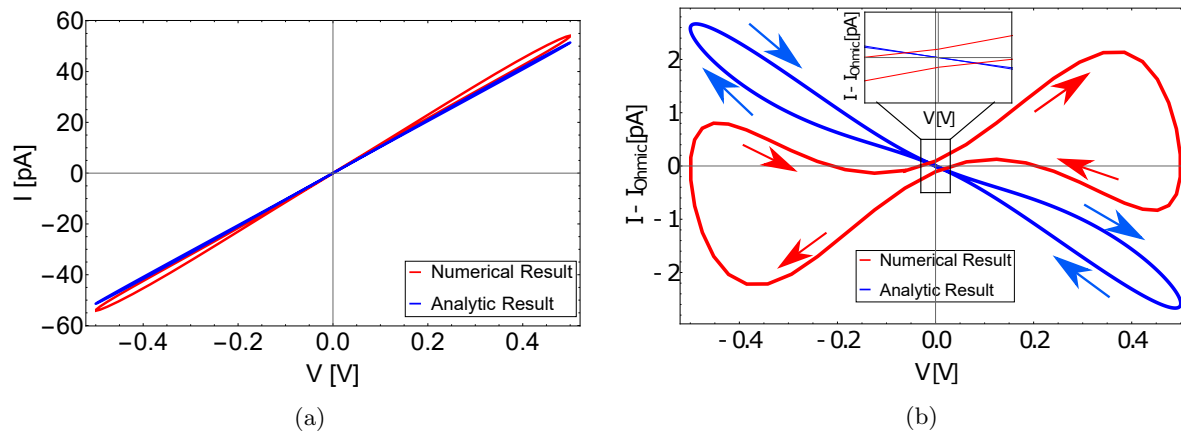 60
40
20
0
−20
−40
−60
I [pA]
−0.4
−0.2
0.0
0.2
0.4
V [V]
Numerical Result
Analytic Result
(a)
2
1
0
- 1
- 2
I - I_Ohmic[pA]
- 0.4
- 0.2
0.0
0.2
0.4
V[V]
I - I_Ohmic[pA]
V[V]
Numerical Result
Analytic Result
(b)